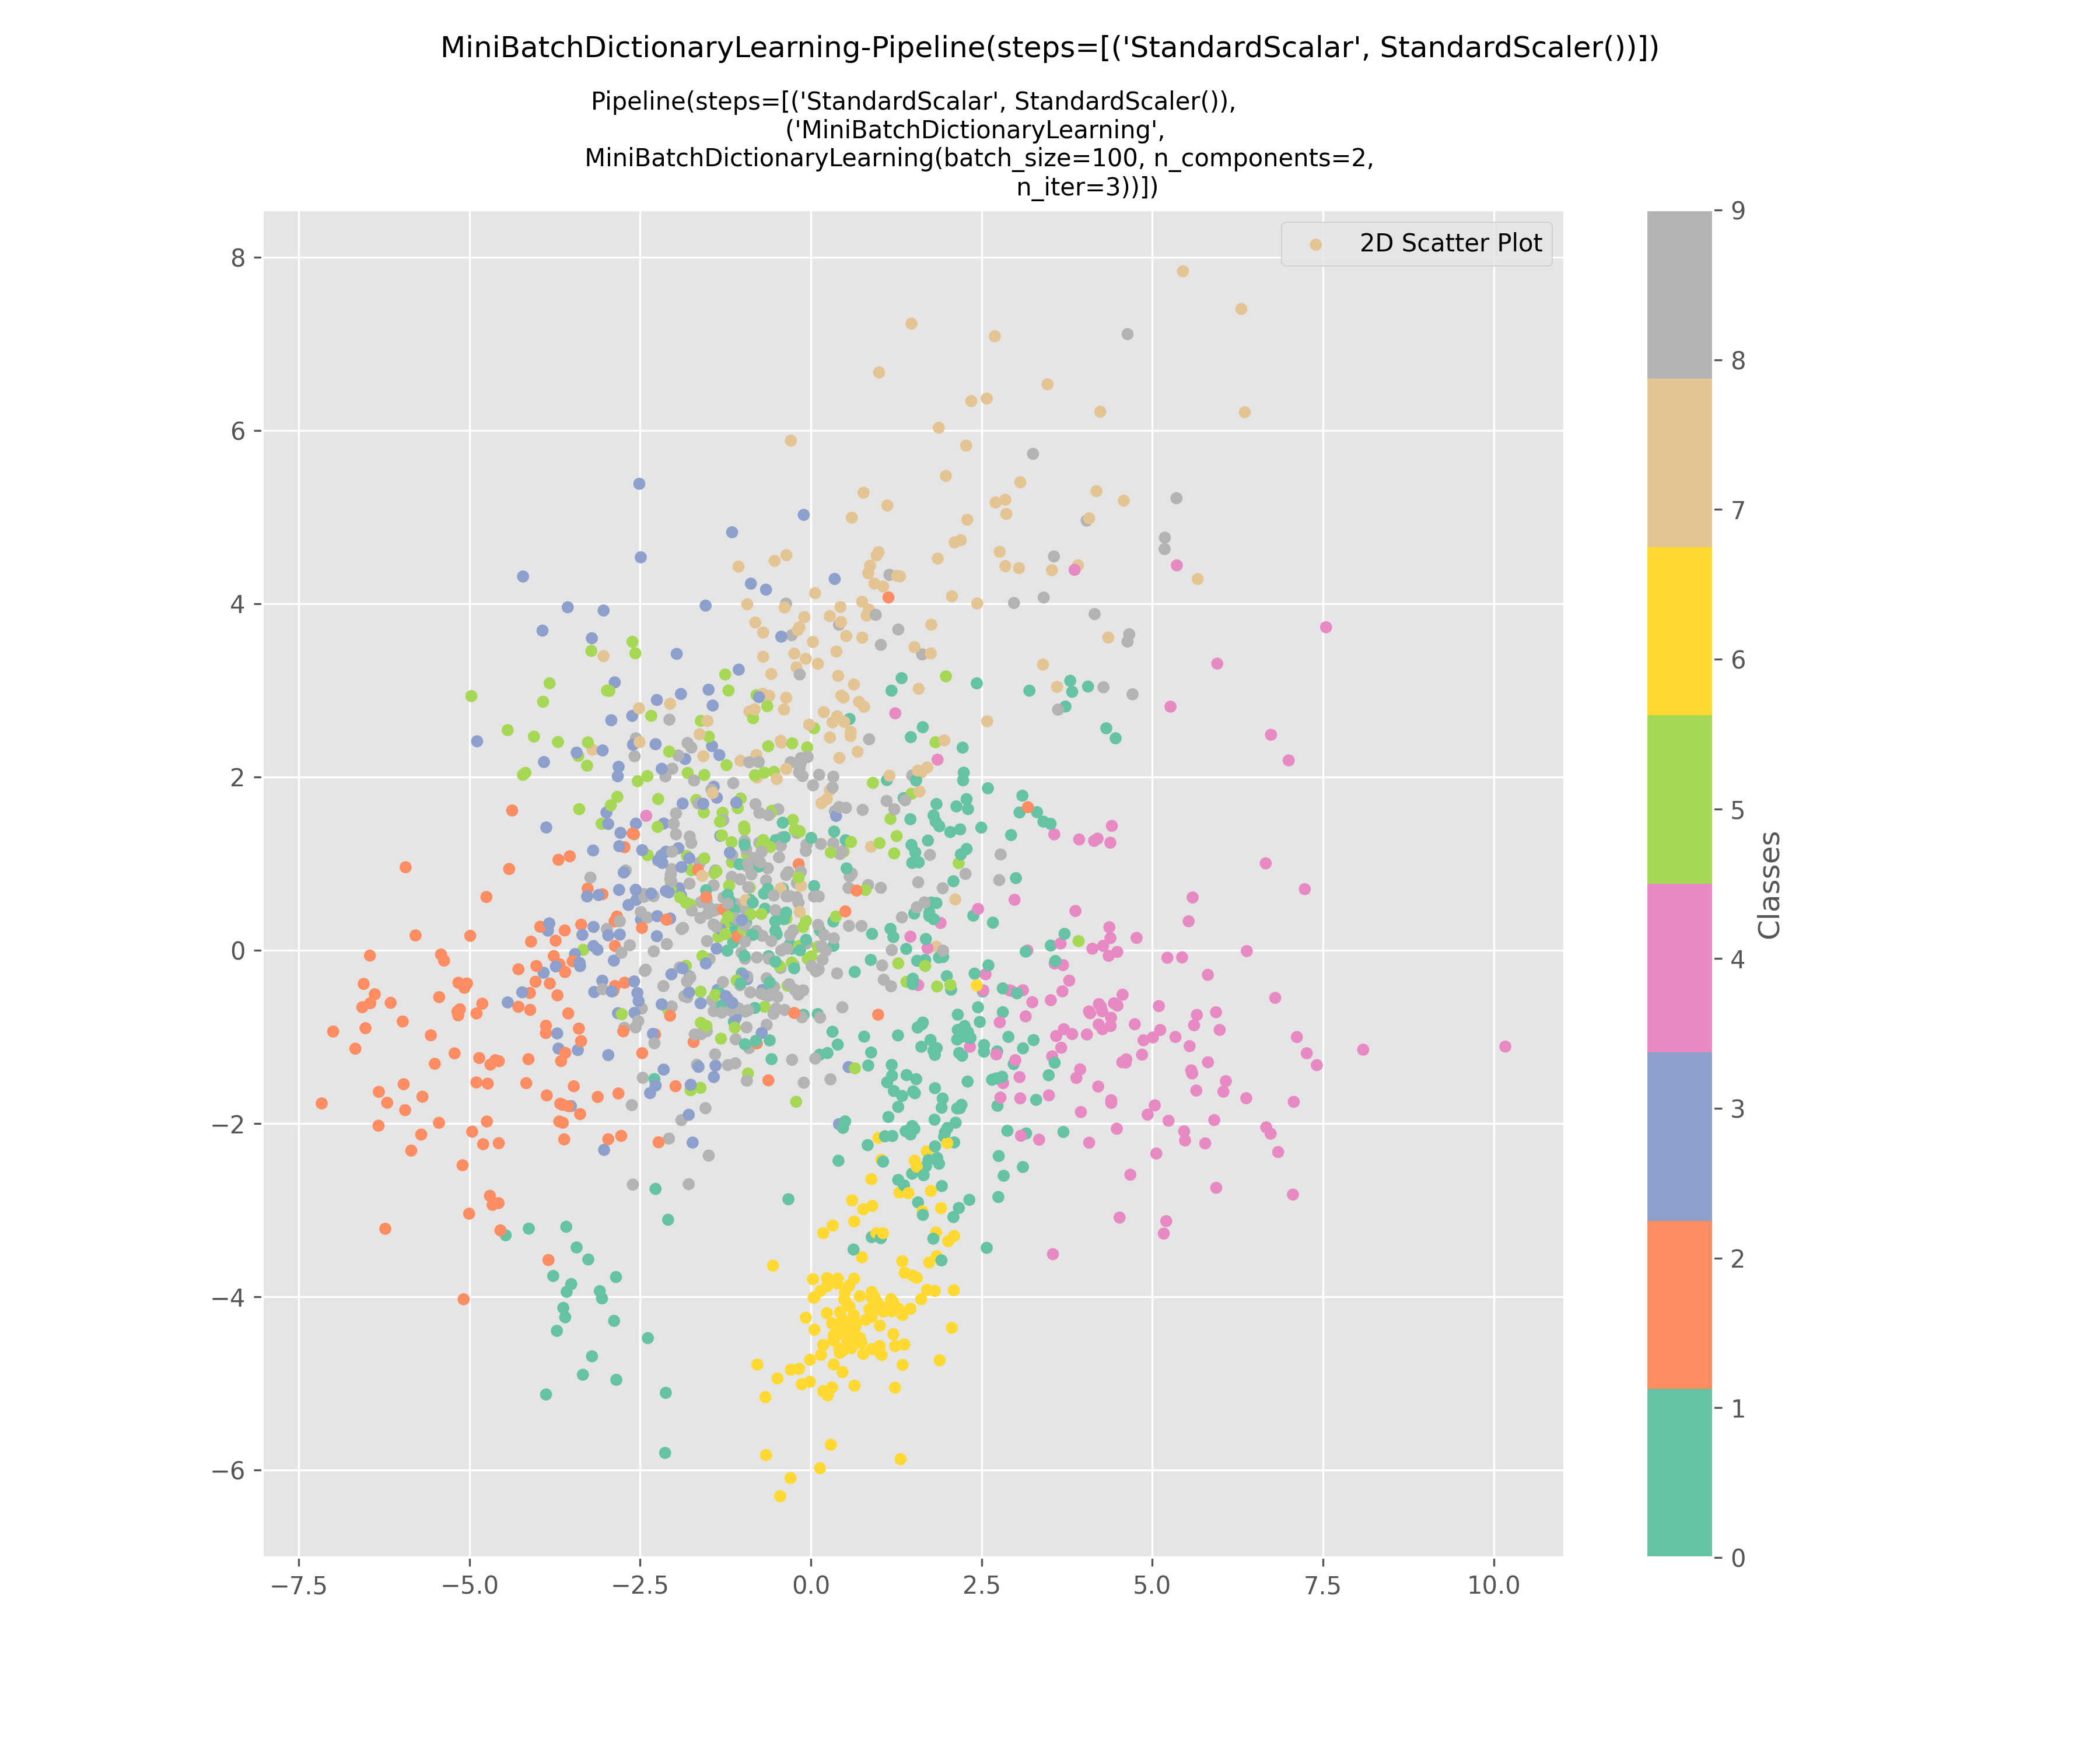 MiniBatchDictionaryLearning-Pipeline(steps=[('StandardScalar', StandardScaler())])
Pipeline(steps=[('StandardScalar', StandardScaler()),
('MiniBatchDictionaryLearning',
MiniBatchDictionaryLearning(batch_size=100, n_components=2,
n_iter=3))])
2D Scatter Plot
8
6
4
2
0
−2
−4
−6
−7.5 −5.0 −2.5 0.0 2.5 5.0 7.5 10.0
9
8
7
6
5
4
3
2
1
0
Classes